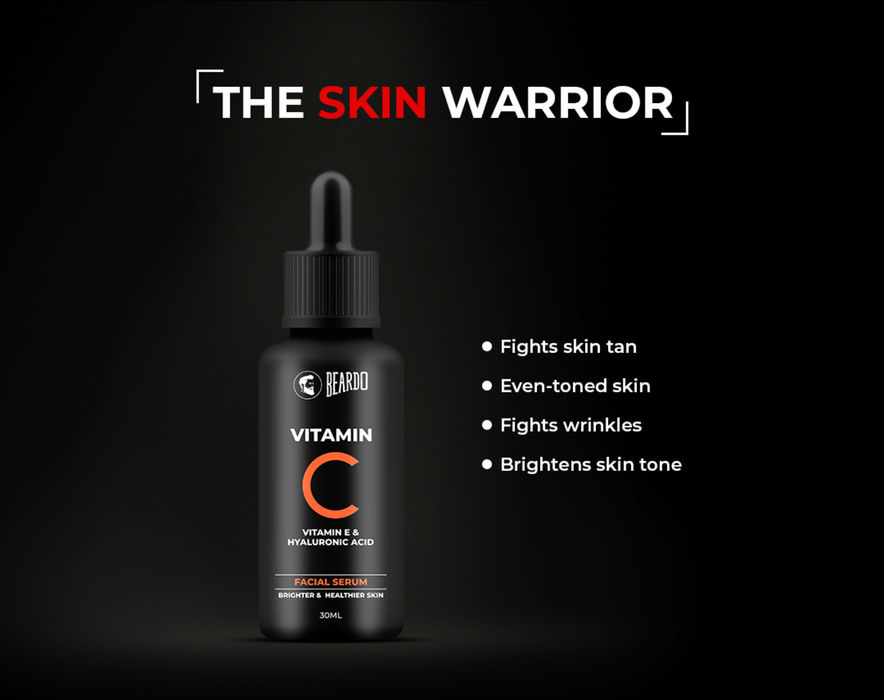 THE SKIN WARRIOR
BEARDO
VITAMIN
C
VITAMIN E &
HYALURONIC ACID
FACIAL SERUM
BRIGHTER & HEALTHIER SKIN
30ML
Fights skin tan
Even-toned skin
Fights wrinkles
Brightens skin tone